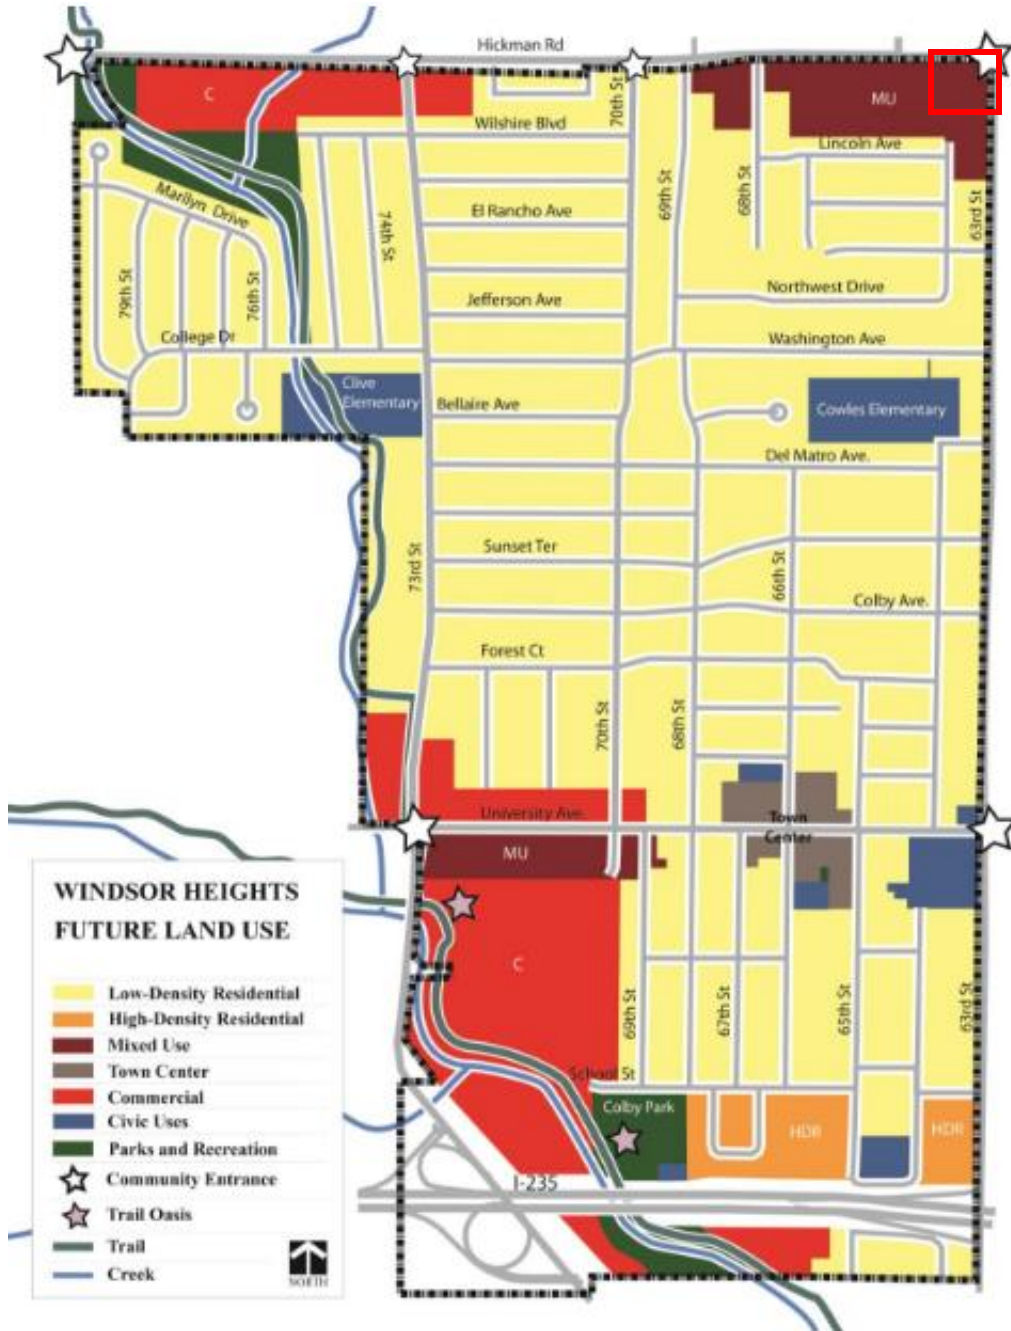 Hickman Rd
C
MU
70th St
Wilshire Blvd
Lincoln Ave
Marilyn Drive
74th St
El Rancho Ave
69th St
68th St
63rd St
79th St
76th St
Jefferson Ave
Northwest Drive
College Dr
Washington Ave
Clive
Elementary
Bellaire Ave
Cowles Elementary
Del Matro Ave.
73rd St
Sunset Ter
66th St
Colby Ave.
Forest Ct
70th St
68th St
University Ave.
Town
Center
MU
C
69th St
67th St
65th St
63rd St
School St
Colby Park
HDR
HDR
I-235
WINDSOR HEIGHTS
FUTURE LAND USE
Low-Density Residential
High-Density Residential
Mixed Use
Town Center
Commercial
Civic Uses
Parks and Recreation
Community Entrance
Trail Oasis
Trail
Creek
NORTH